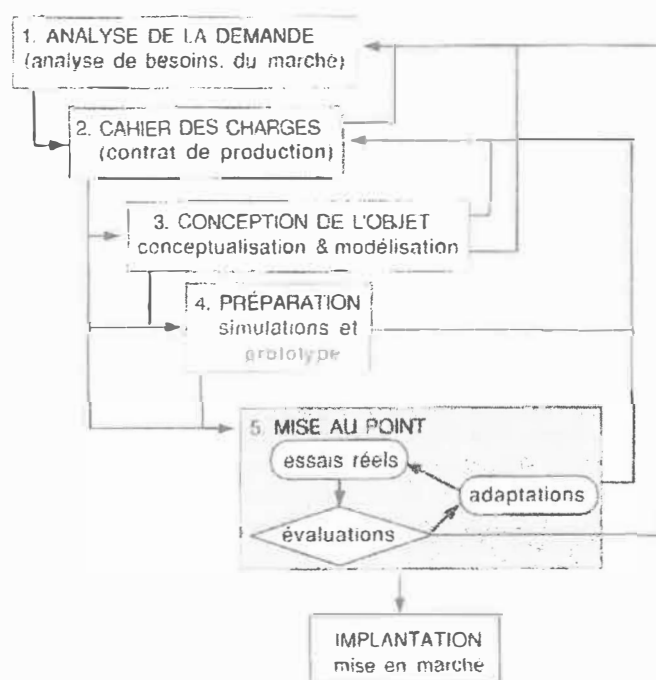 1. ANALYSE DE LA DEMANDE
(analyse de besoins. du marché)
2. CAHIER DES CHARGES
(contrat de production)
3. CONCEPTION DE L'OBJET
conceptualisation & modélisation
4. PRÉPARATION
simulations et
prototype
5. MISE AU POINT
essais réels
adaptations
évaluations
IMPLANTATION
mise en marché